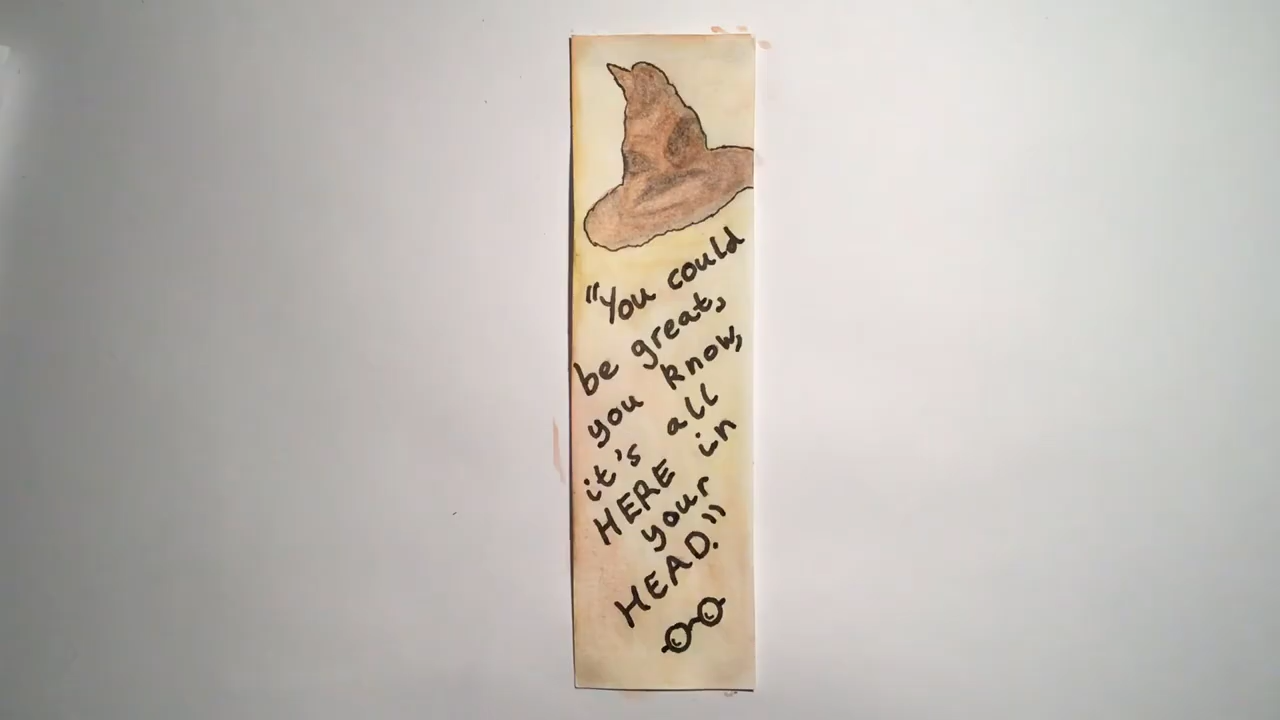 "You could
be great,
you know,
it's all
HERE in
your
HEAD."